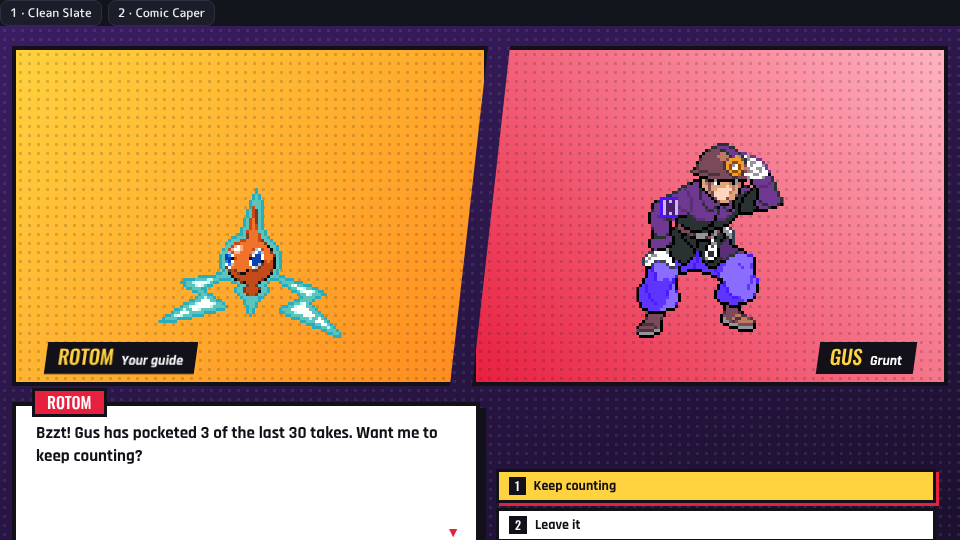 1 · Clean Slate
2 · Comic Caper
ROTOM Your guide
GUS Grunt
ROTOM
Bzzt! Gus has pocketed 3 of the last 30 takes. Want me to
keep counting?
1 Keep counting
2 Leave it